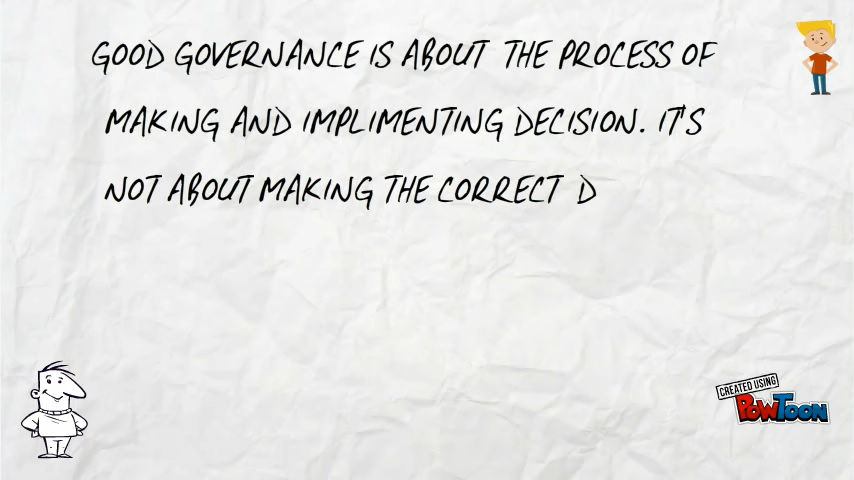 GOOD GOVERNANCE IS ABOUT THE PROCESS OF
MAKING AND IMPLIMENTING DECISION. IT'S
NOT ABOUT MAKING THE CORRECT D
CREATED USING
POWTOON